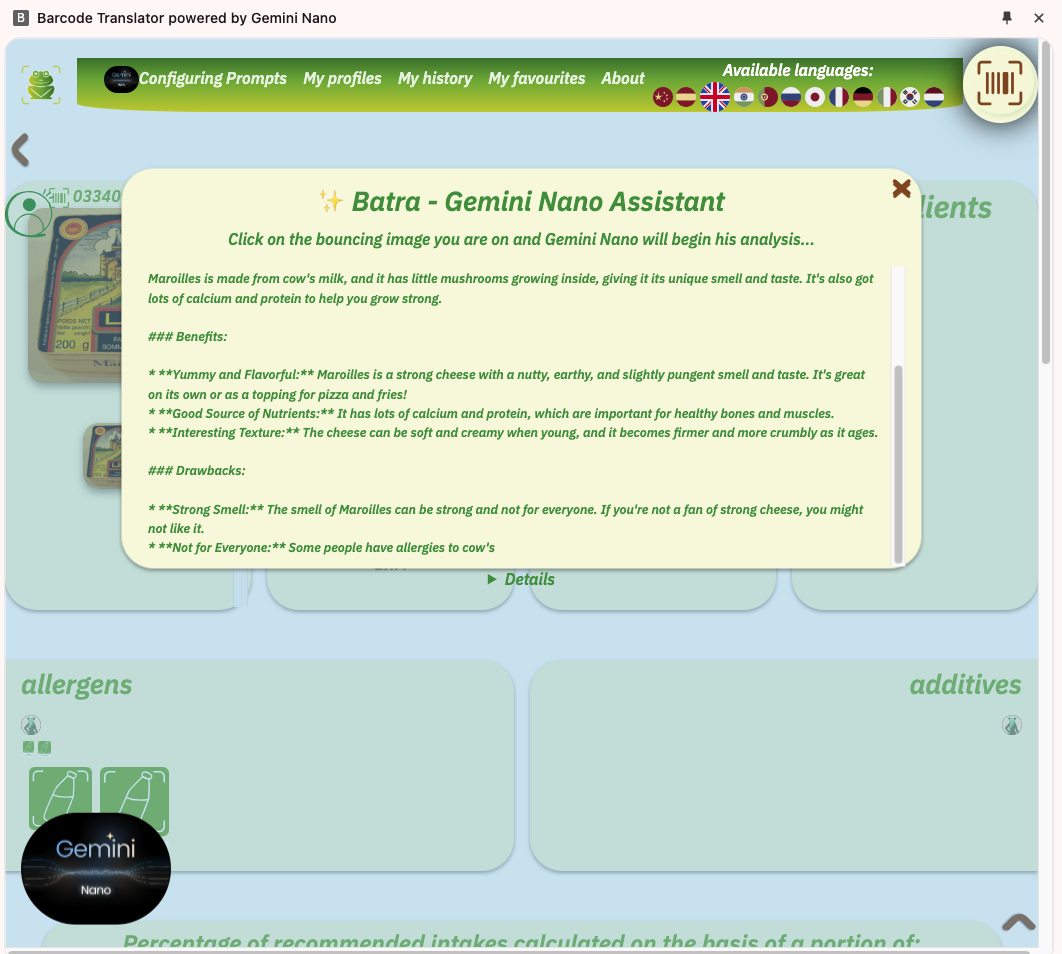 B Barcode Translator powered by Gemini Nano
Gemini Configuring Prompts My profiles My history My favourites About
Available languages:
03340
lients
POIDS NET
200 g
✨ Batra - Gemini Nano Assistant
Click on the bouncing image you are on and Gemini Nano will begin his analysis...
Maroilles is made from cow's milk, and it has little mushrooms growing inside, giving it its unique smell and taste. It's also got
lots of calcium and protein to help you grow strong.
### Benefits:
* **Yummy and Flavorful:** Maroilles is a strong cheese with a nutty, earthy, and slightly pungent smell and taste. It's great
on its own or as a topping for pizza and fries!
* **Good Source of Nutrients:** It has lots of calcium and protein, which are important for healthy bones and muscles.
* **Interesting Texture:** The cheese can be soft and creamy when young, and it becomes firmer and more crumbly as it ages.
### Drawbacks:
* **Strong Smell:** The smell of Maroilles can be strong and not for everyone. If you're not a fan of strong cheese, you might
not like it.
* **Not for Everyone:** Some people have allergies to cow's
► Details
allergens
additives
Gemini
Nano
Percentage of recommended intakes calculated on the basis of a portion of: